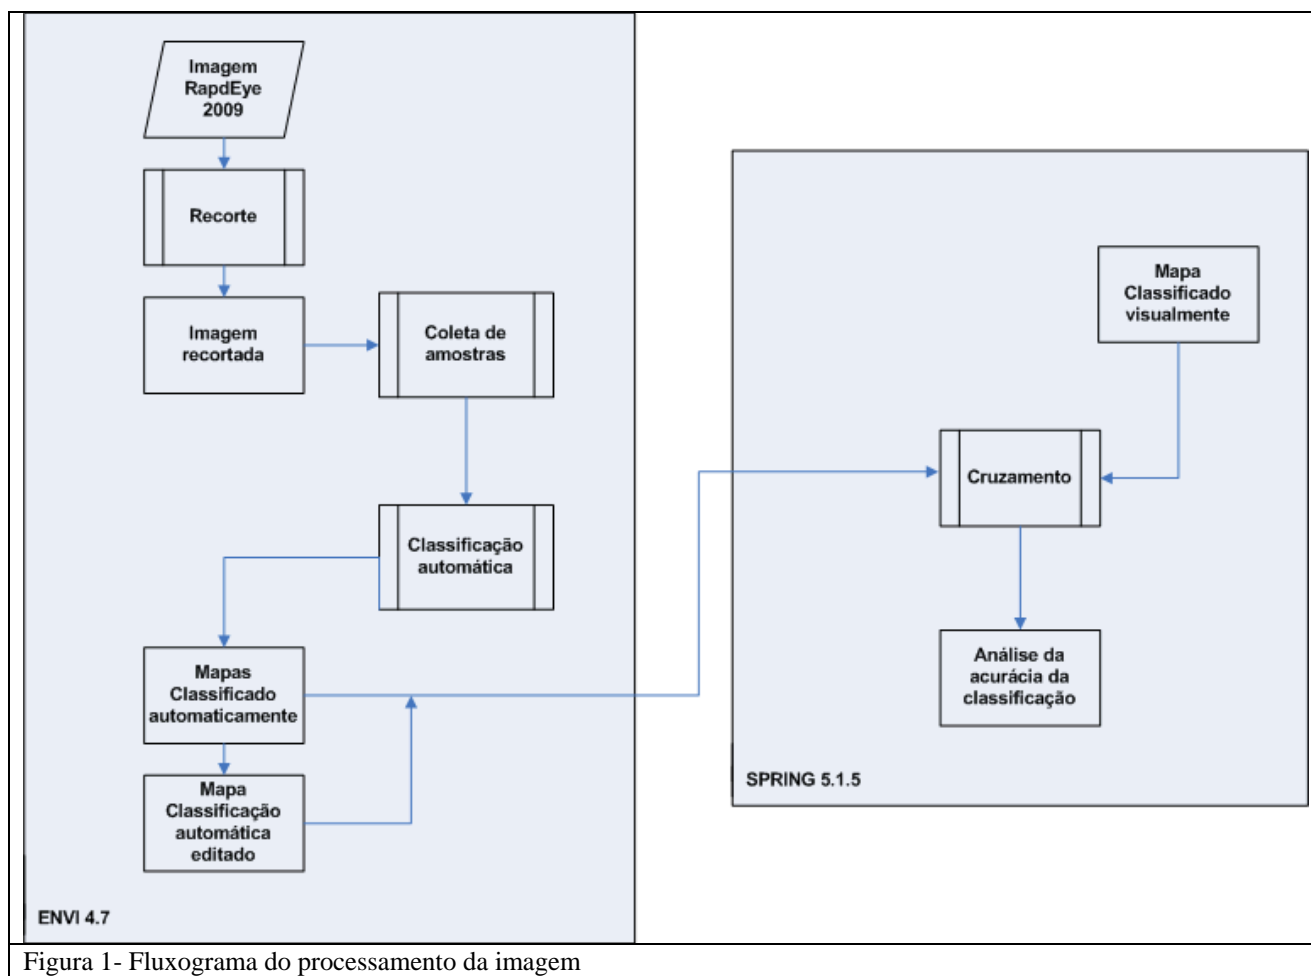 Imagem
RapdEye
2009
Recorte
Imagem
recortada
Coleta de
amostras
Classificação
automática
Mapas
Classificado
automaticamente
Mapa
Classificação
automática
editado
ENVI 4.7
Mapa
Classificado
visualmente
Cruzamento
Análise da
acurácia da
classificação
SPRING 5.1.5
Figura 1- Fluxograma do processamento da imagem